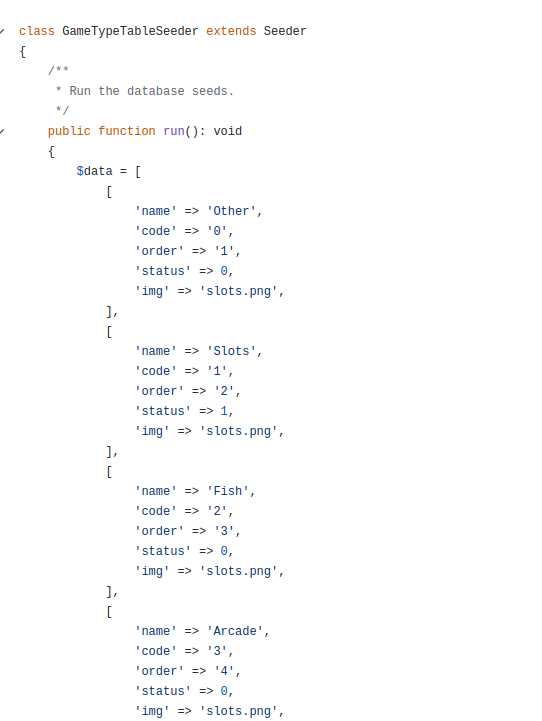 class GameTypeTableSeeder extends Seeder
{
    /**
     * Run the database seeds.
     */
    public function run(): void
    {
        $data = [
            [
                'name' => 'Other',
                'code' => '0',
                'order' => '1',
                'status' => 0,
                'img' => 'slots.png',
            ],
            [
                'name' => 'Slots',
                'code' => '1',
                'order' => '2',
                'status' => 1,
                'img' => 'slots.png',
            ],
            [
                'name' => 'Fish',
                'code' => '2',
                'order' => '3',
                'status' => 0,
                'img' => 'slots.png',
            ],
            [
                'name' => 'Arcade',
                'code' => '3',
                'order' => '4',
                'status' => 0,
                'img' => 'slots.png',